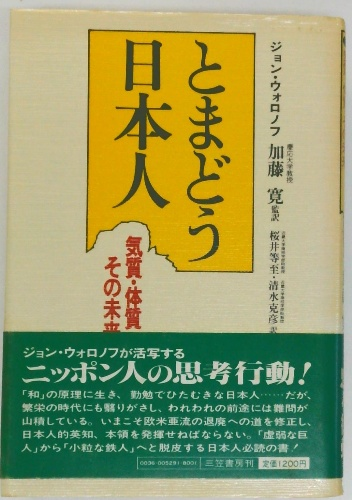 ジョン・ウォロノフ
慶応大学教授
加藤寛 監訳
桜井等至・清水克彦 訳
とまどう
日本人
気質・体質
その未来
ジョン・ウォロノフが活写する
ニッポン人の思考行動！
「和」の原理に生き、勤勉でひたむきな日本人……だが、
繁栄の時代にも翳りがさし、われわれの前途には難問が
山積している。いまこそ欧米亜流の退廃への道を修正し、
日本人的英知、本領を発揮せねばならない。「虚弱な巨
人」から「小粒な鉄人」へと脱皮する日本人必読の書！
0036 005291 8001
三笠書房刊
定価1200円